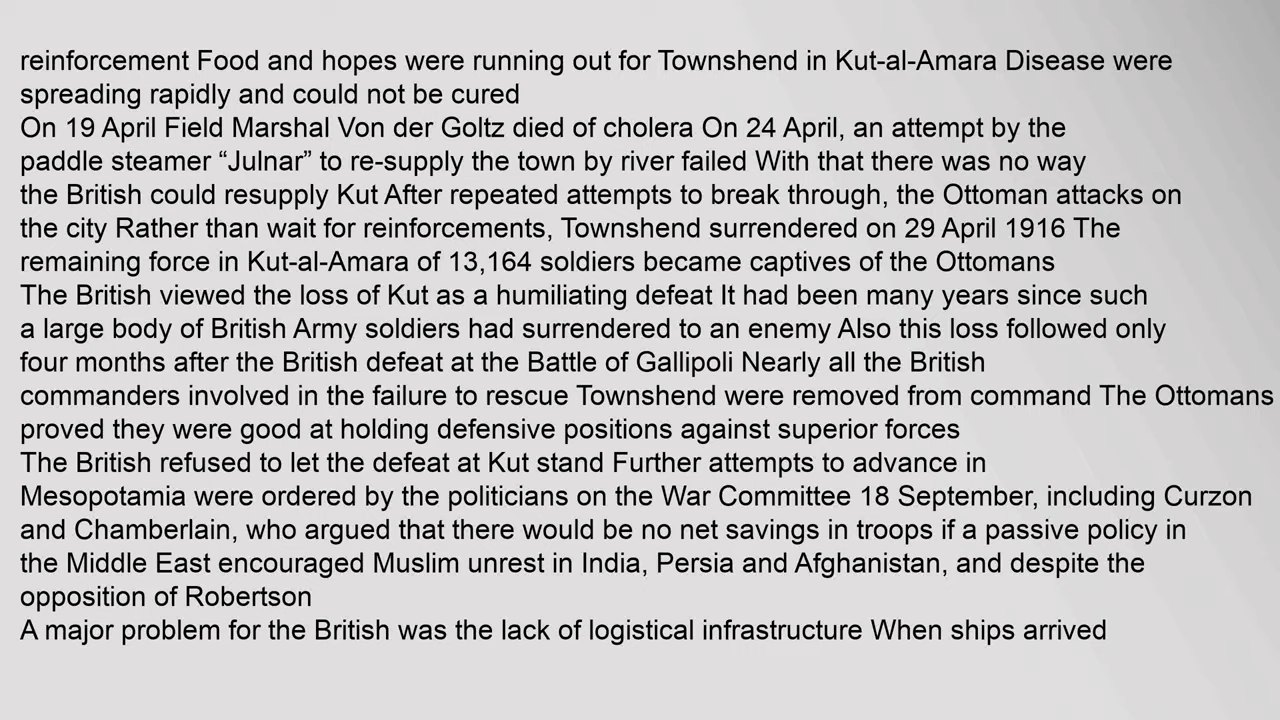 reinforcement Food and hopes were running out for Townshend in Kut-al-Amara Disease were
spreading rapidly and could not be cured
On 19 April Field Marshal Von der Goltz died of cholera On 24 April, an attempt by the
paddle steamer “Julnar” to re-supply the town by river failed With that there was no way
the British could resupply Kut After repeated attempts to break through, the Ottoman attacks on
the city Rather than wait for reinforcements, Townshend surrendered on 29 April 1916 The
remaining force in Kut-al-Amara of 13,164 soldiers became captives of the Ottomans
The British viewed the loss of Kut as a humiliating defeat It had been many years since such
a large body of British Army soldiers had surrendered to an enemy Also this loss followed only
four months after the British defeat at the Battle of Gallipoli Nearly all the British
commanders involved in the failure to rescue Townshend were removed from command The Ottomans
proved they were good at holding defensive positions against superior forces
The British refused to let the defeat at Kut stand Further attempts to advance in
Mesopotamia were ordered by the politicians on the War Committee 18 September, including Curzon
and Chamberlain, who argued that there would be no net savings in troops if a passive policy in
the Middle East encouraged Muslim unrest in India, Persia and Afghanistan, and despite the
opposition of Robertson
A major problem for the British was the lack of logistical infrastructure When ships arrived